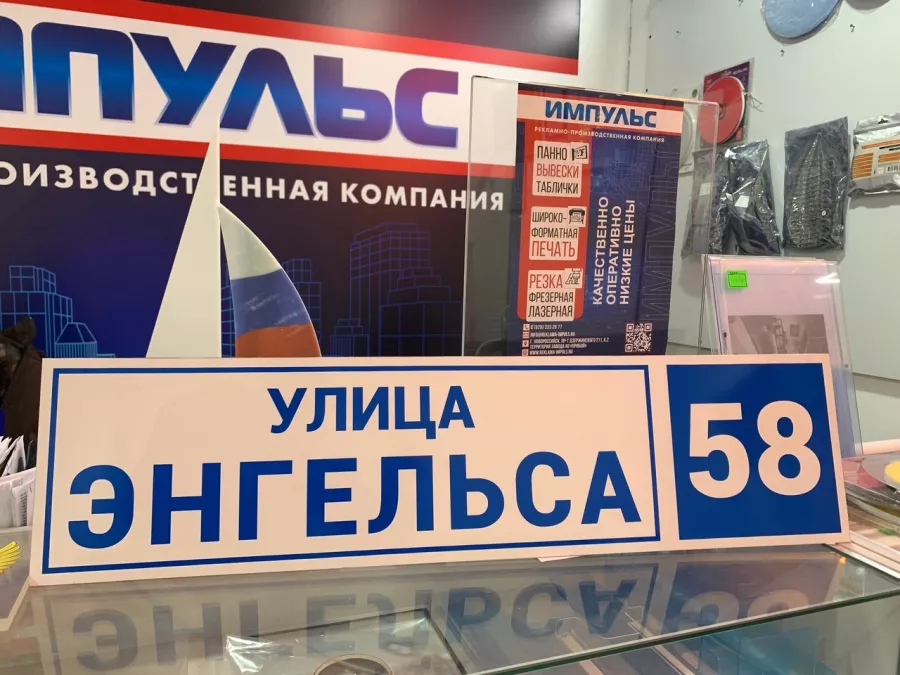 ИМПУЛЬС
ПРОИЗВОДСТВЕННАЯ КОМПАНИЯ
ИМПУЛЬС
РЕКЛАМНО-ПРОИЗВОДСТВЕННАЯ КОМПАНИЯ
ПАННО
ВЫВЕСКИ
ТАБЛИЧКИ
ШИРОКО-
ФОРМАТНАЯ
ПЕЧАТЬ
РЕЗКА
ФРЕЗЕРНАЯ
ЛАЗЕРНАЯ
КАЧЕСТВЕННО
ОПЕРАТИВНО
НИЗКИЕ ЦЕНЫ
УЛИЦА
ЭНГЕЛЬСА
58